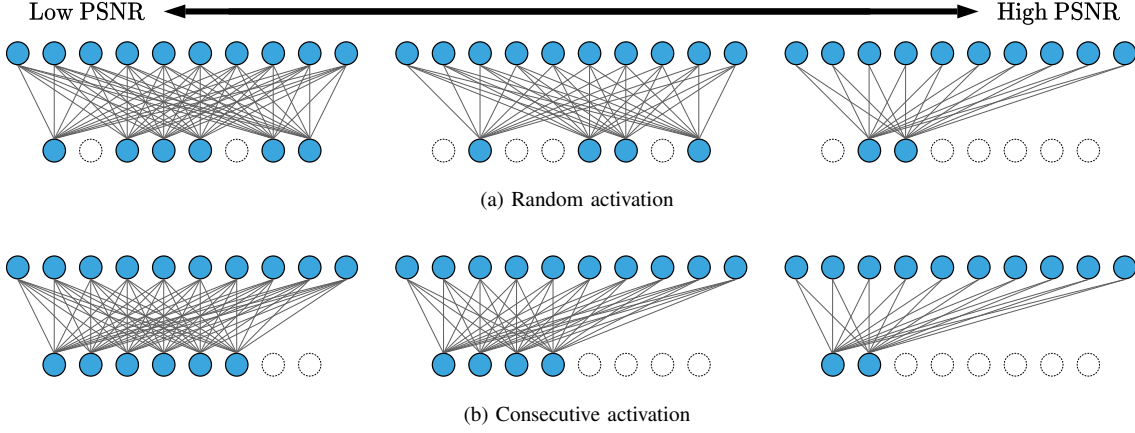 Low PSNR High PSNR
(a) Random activation
(b) Consecutive activation